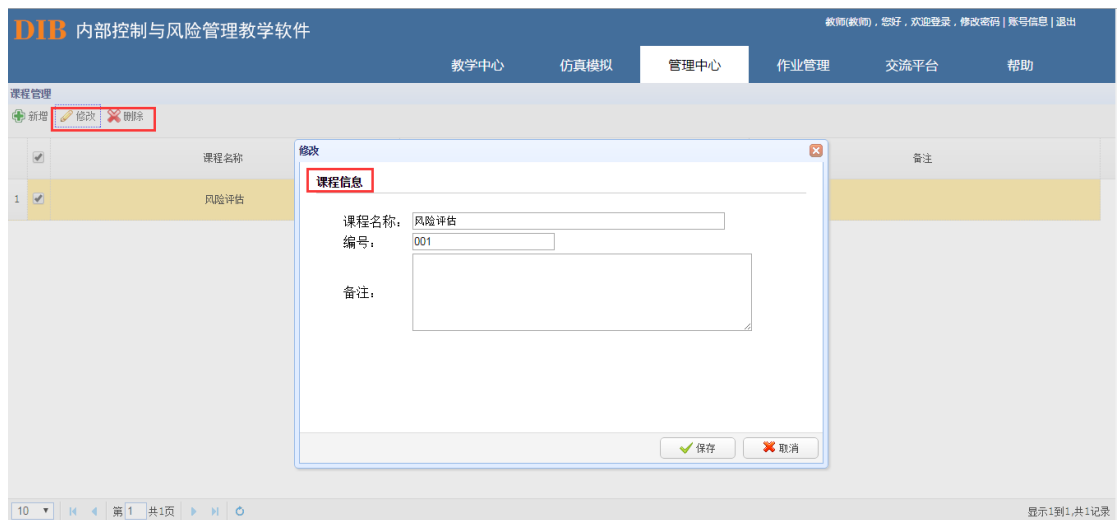 教师(教师)，您好，欢迎登录，修改密码 | 账号信息 | 退出
DIB 内部控制与风险管理教学软件
教学中心 仿真模拟 管理中心 作业管理 交流平台 帮助
课程管理
新增 修改 删除
课程名称 备注
1 风险评估
修改
课程信息
课程名称： 风险评估
编号： 001
备注：
保存 取消
10 第 1 共1页 显示1到1,共1记录